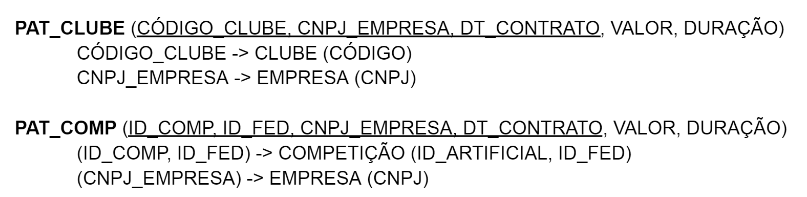 PAT_CLUBE (CÓDIGO_CLUBE, CNPJ_EMPRESA, DT_CONTRATO, VALOR, DURAÇÃO)
CÓDIGO_CLUBE -> CLUBE (CÓDIGO)
CNPJ_EMPRESA -> EMPRESA (CNPJ)
PAT_COMP (ID_COMP, ID_FED, CNPJ_EMPRESA, DT_CONTRATO, VALOR, DURAÇÃO)
(ID_COMP, ID_FED) -> COMPETIÇÃO (ID_ARTIFICIAL, ID_FED)
(CNPJ_EMPRESA) -> EMPRESA (CNPJ)